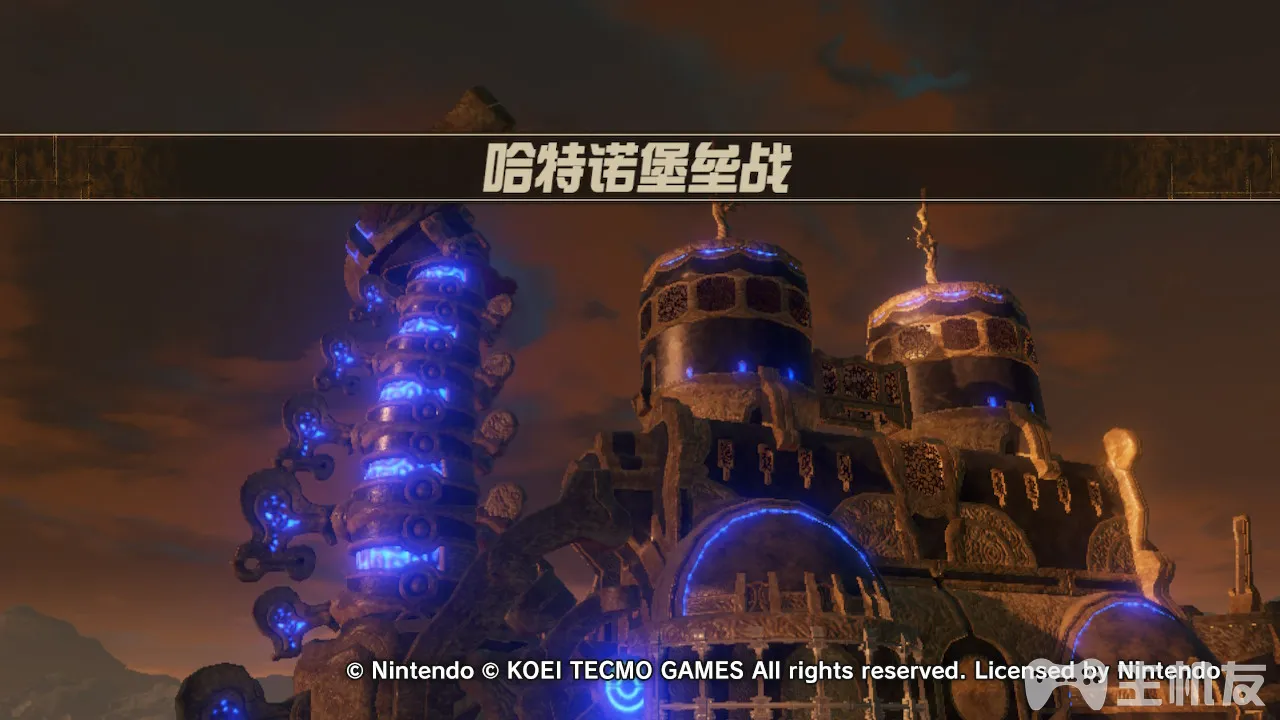 哈特诺堡垒战
© Nintendo © KOEI TECMO GAMES All rights reserved. Licensed by Nintendo
主机友